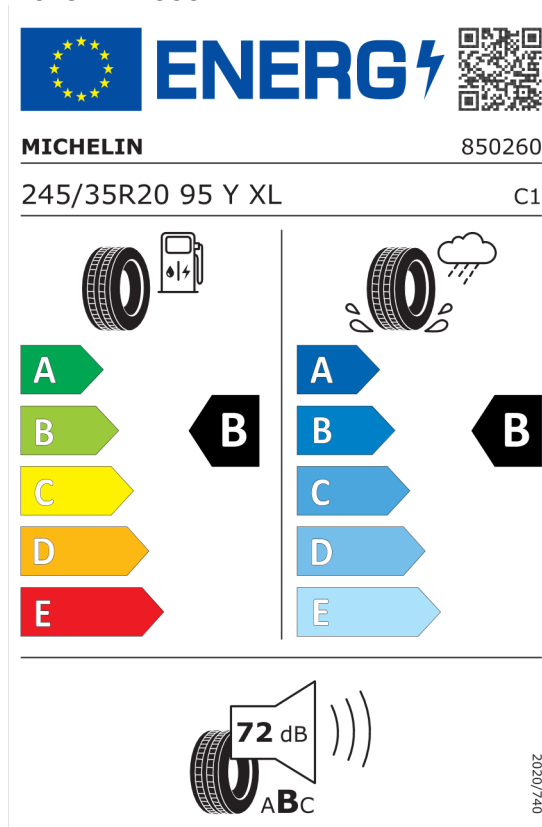 ENERG
MICHELIN 850260
245/35R20 95 Y XL C1
A A
B B B B
C C
D D
E E
72 dB
ABC
2020/740